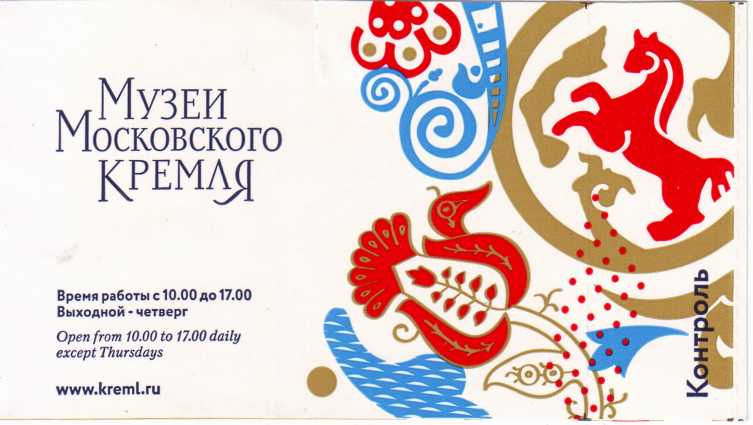 Музеи
Московского
Кремля
Время работы с 10.00 до 17.00
Выходной - четверг
Open from 10.00 to 17.00 daily
except Thursdays
www.kreml.ru
Контроль